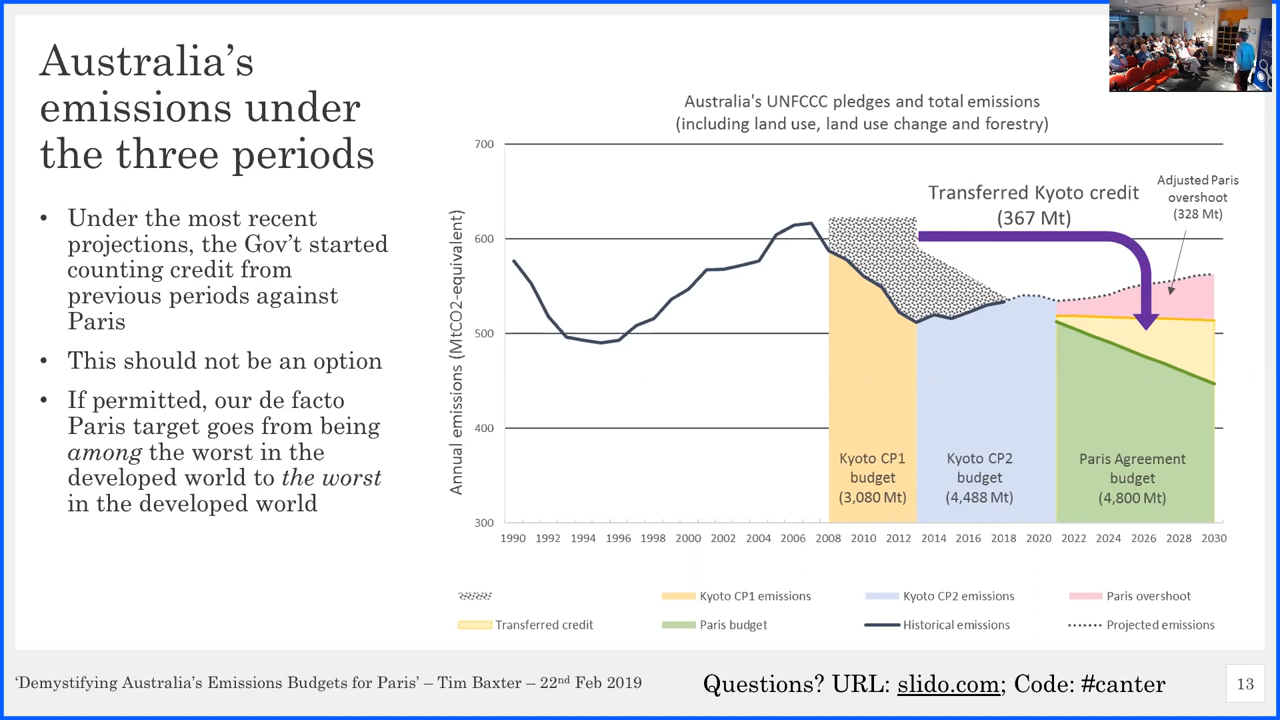 Australia's
emissions under
the three periods
• Under the most recent
projections, the Gov't started
counting credit from
previous periods against
Paris
• This should not be an option
• If permitted, our de facto
Paris target goes from being
among the worst in the
developed world to the worst
in the developed world
Australia's UNFCCC pledges and total emissions
(including land use, land use change and forestry)
Annual emissions (MtCO2-equivalent)
700
600
500
400
300
Transferred Kyoto credit
(367 Mt)
Adjusted Paris
overshoot
(328 Mt)
Kyoto CP1
budget
(3,080 Mt)
Kyoto CP2
budget
(4,488 Mt)
Paris Agreement
budget
(4,800 Mt)
1990 1992 1994 1996 1998 2000 2002 2004 2006 2008 2010 2012 2014 2016 2018 2020 2022 2024 2026 2028 2030
Kyoto CP1 emissions Kyoto CP2 emissions Paris overshoot
Transferred credit Paris budget Historical emissions Projected emissions
'Demystifying Australia's Emissions Budgets for Paris' – Tim Baxter – 22nd Feb 2019
Questions? URL: slido.com; Code: #canter
13